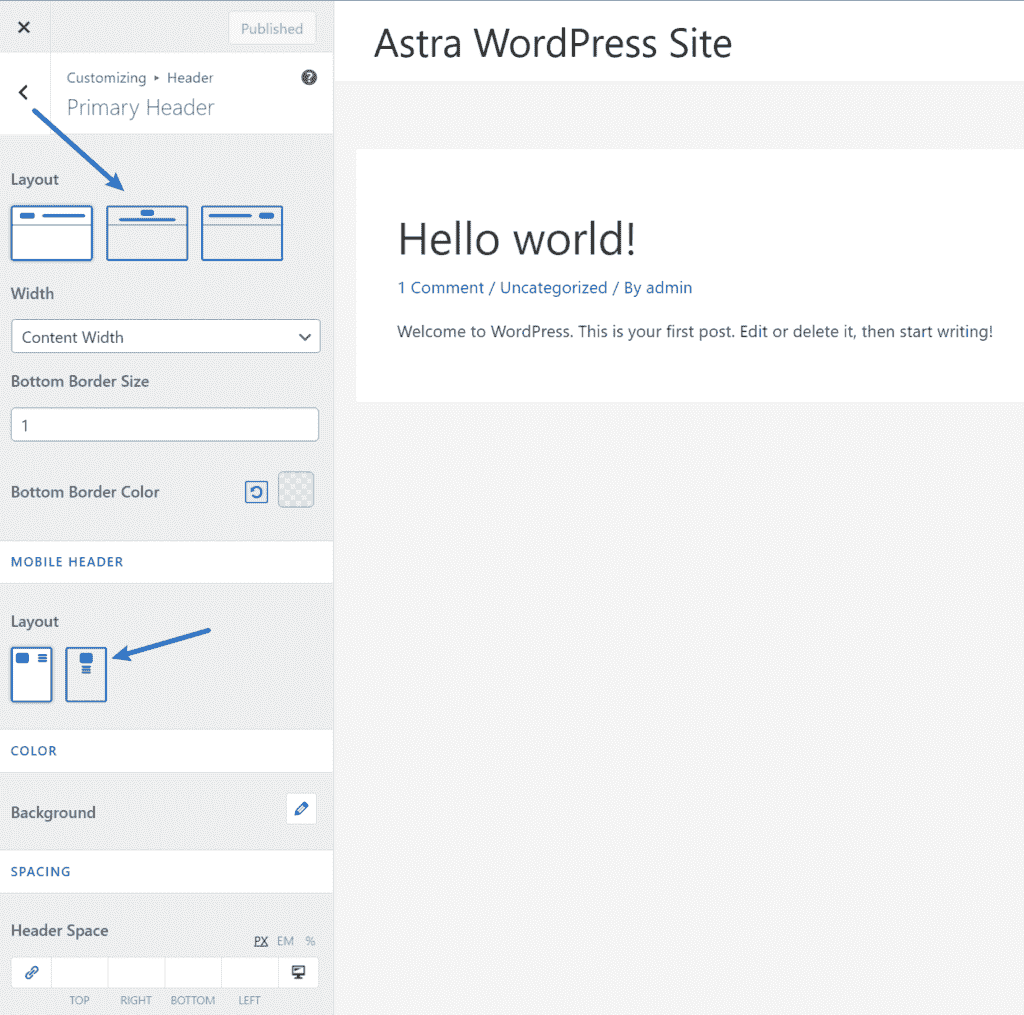 Published
Astra WordPress Site
Customizing ▸ Header
Primary Header
Layout
Width
Content Width
Bottom Border Size
1
Bottom Border Color
MOBILE HEADER
Layout
COLOR
Background
SPACING
Header Space
PX EM %
TOP RIGHT BOTTOM LEFT
Hello world!
1 Comment / Uncategorized / By admin
Welcome to WordPress. This is your first post. Edit or delete it, then start writing!